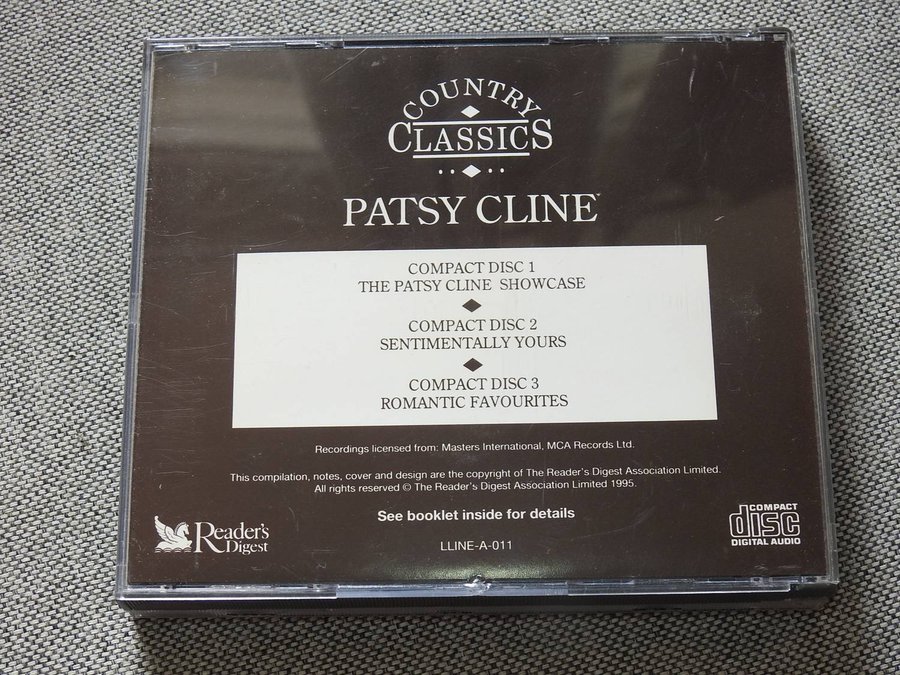 COUNTRY
CLASSICS
PATSY CLINE™
COMPACT DISC 1
THE PATSY CLINE SHOWCASE
COMPACT DISC 2
SENTIMENTALLY YOURS
COMPACT DISC 3
ROMANTIC FAVOURITES
Recordings licensed from: Masters International, MCA Records Ltd.
This compilation, notes, cover and design are the copyright of The Reader's Digest Association Limited.
All rights reserved © The Reader's Digest Association Limited 1995.
See booklet inside for details
LLINE-A-011
Reader's
Digest
COMPACT
disc
DIGITAL AUDIO